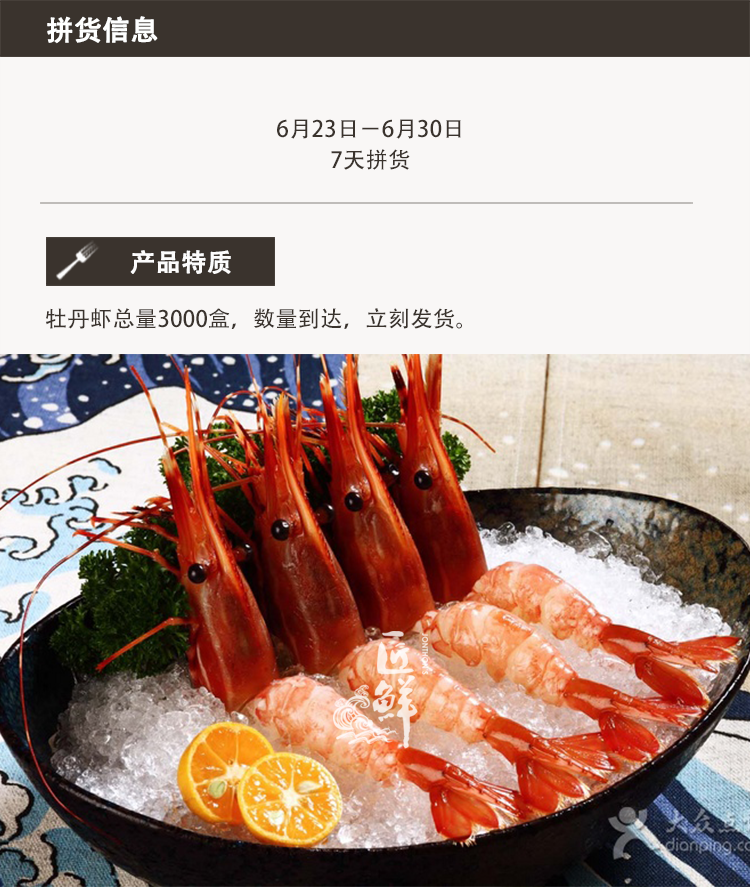 拼货信息
6月23日－6月30日
7天拼货
产品特质
牡丹虾总量3000盒，数量到达，立刻发货。
匠鲜
大众点
dianping.co